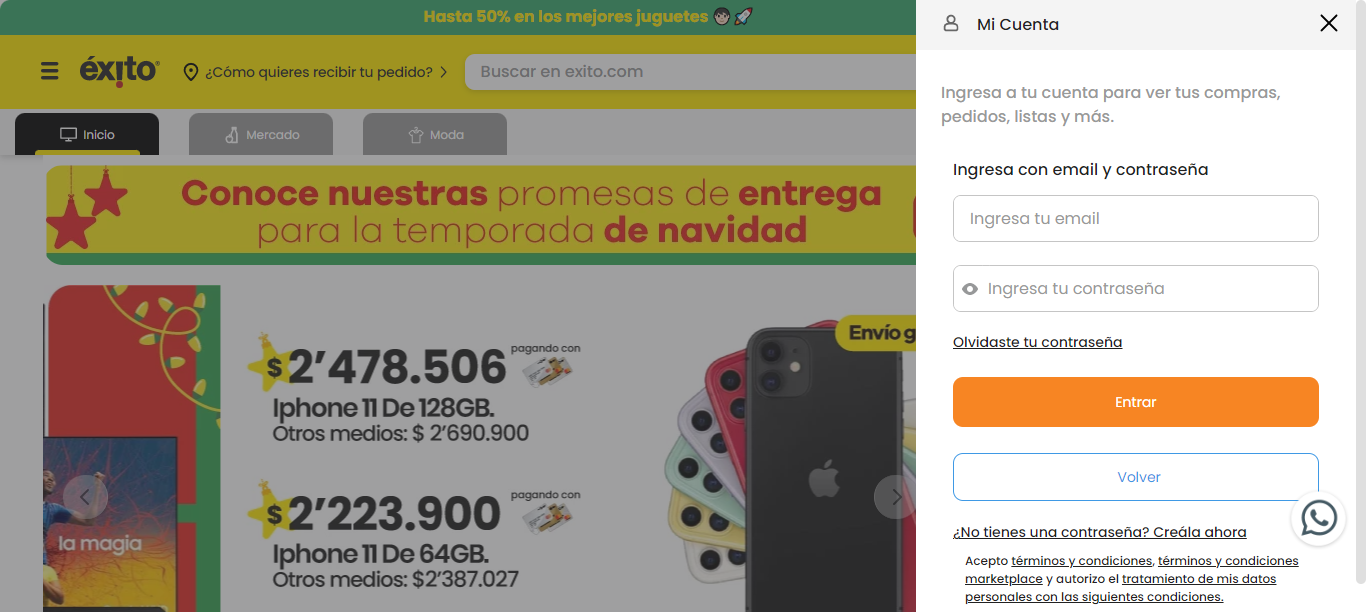 Hasta 50% en los mejores juguetes
éxito
¿Cómo quieres recibir tu pedido?
Buscar en exito.com
Inicio
Mercado
Moda
Conoce nuestras promesas de entrega
para la temporada de navidad
$2'478.506
pagando con
Iphone 11 De 128GB.
Otros medios: $ 2'690.900
$2'223.900
pagando con
Iphone 11 De 64GB.
Otros medios: $2'387.027
la magia
Envío g
Mi Cuenta
Ingresa a tu cuenta para ver tus compras,
pedidos, listas y más.
Ingresa con email y contraseña
Ingresa tu email
Ingresa tu contraseña
Olvidaste tu contraseña
Entrar
Volver
¿No tienes una contraseña? Creála ahora
Acepto términos y condiciones, términos y condiciones
marketplace y autorizo el tratamiento de mis datos
personales con las siguientes condiciones.